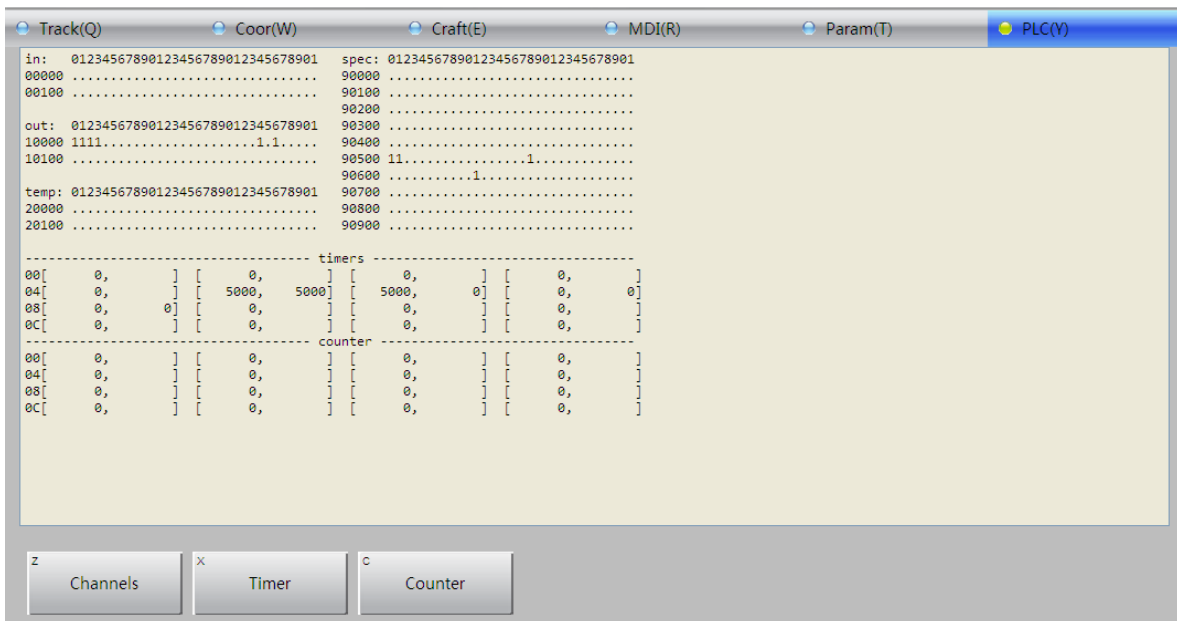 Track(Q) Coor(W) Craft(E) MDI(R) Param(T) PLC(Y)
in:   01234567890123456789012345678901   spec: 01234567890123456789012345678901
00000 ................................   90000 ................................
00100 ................................   90100 ................................
                                         90200 ................................
out:  01234567890123456789012345678901   90300 ................................
10000 1111....................1.1.....   90400 ................................
10100 ................................   90500 11................1.............
                                         90600 ...........1....................
temp: 01234567890123456789012345678901   90700 ................................
20000 ................................   90800 ................................
20100 ................................   90900 ................................
------------------------------------- timers ----------------------------------
00[      0,        ] [      0,        ] [      0,        ] [      0,        ]
04[      0,        ] [   5000,    5000] [   5000,       0] [      0,       0]
08[      0,       0] [      0,        ] [      0,        ] [      0,        ]
0C[      0,        ] [      0,        ] [      0,        ] [      0,        ]
------------------------------------- counter ---------------------------------
00[      0,        ] [      0,        ] [      0,        ] [      0,        ]
04[      0,        ] [      0,        ] [      0,        ] [      0,        ]
08[      0,        ] [      0,        ] [      0,        ] [      0,        ]
0C[      0,        ] [      0,        ] [      0,        ] [      0,        ]
Z Channels X Timer C Counter